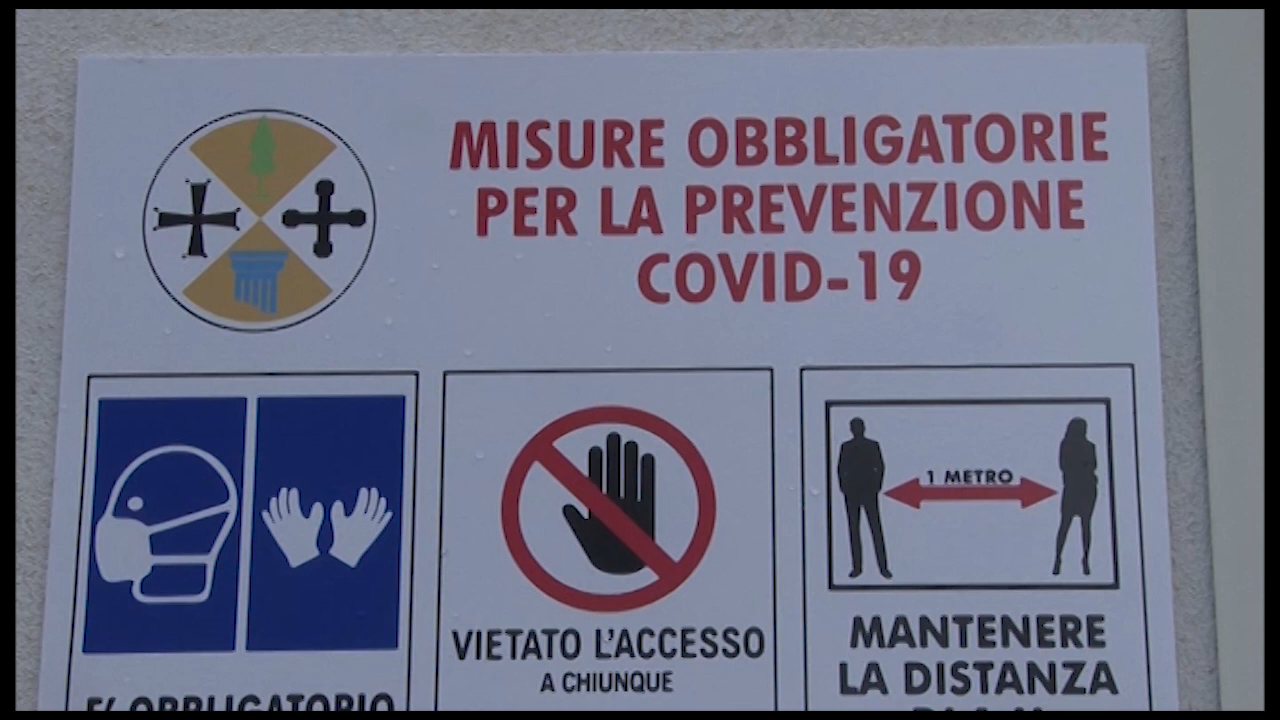 MISURE OBBLIGATORIE
PER LA PREVENZIONE
COVID-19
1 METRO
VIETATO L'ACCESSO
A CHIUNQUE
MANTENERE
LA DISTANZA
E' OBBLIGATORIO